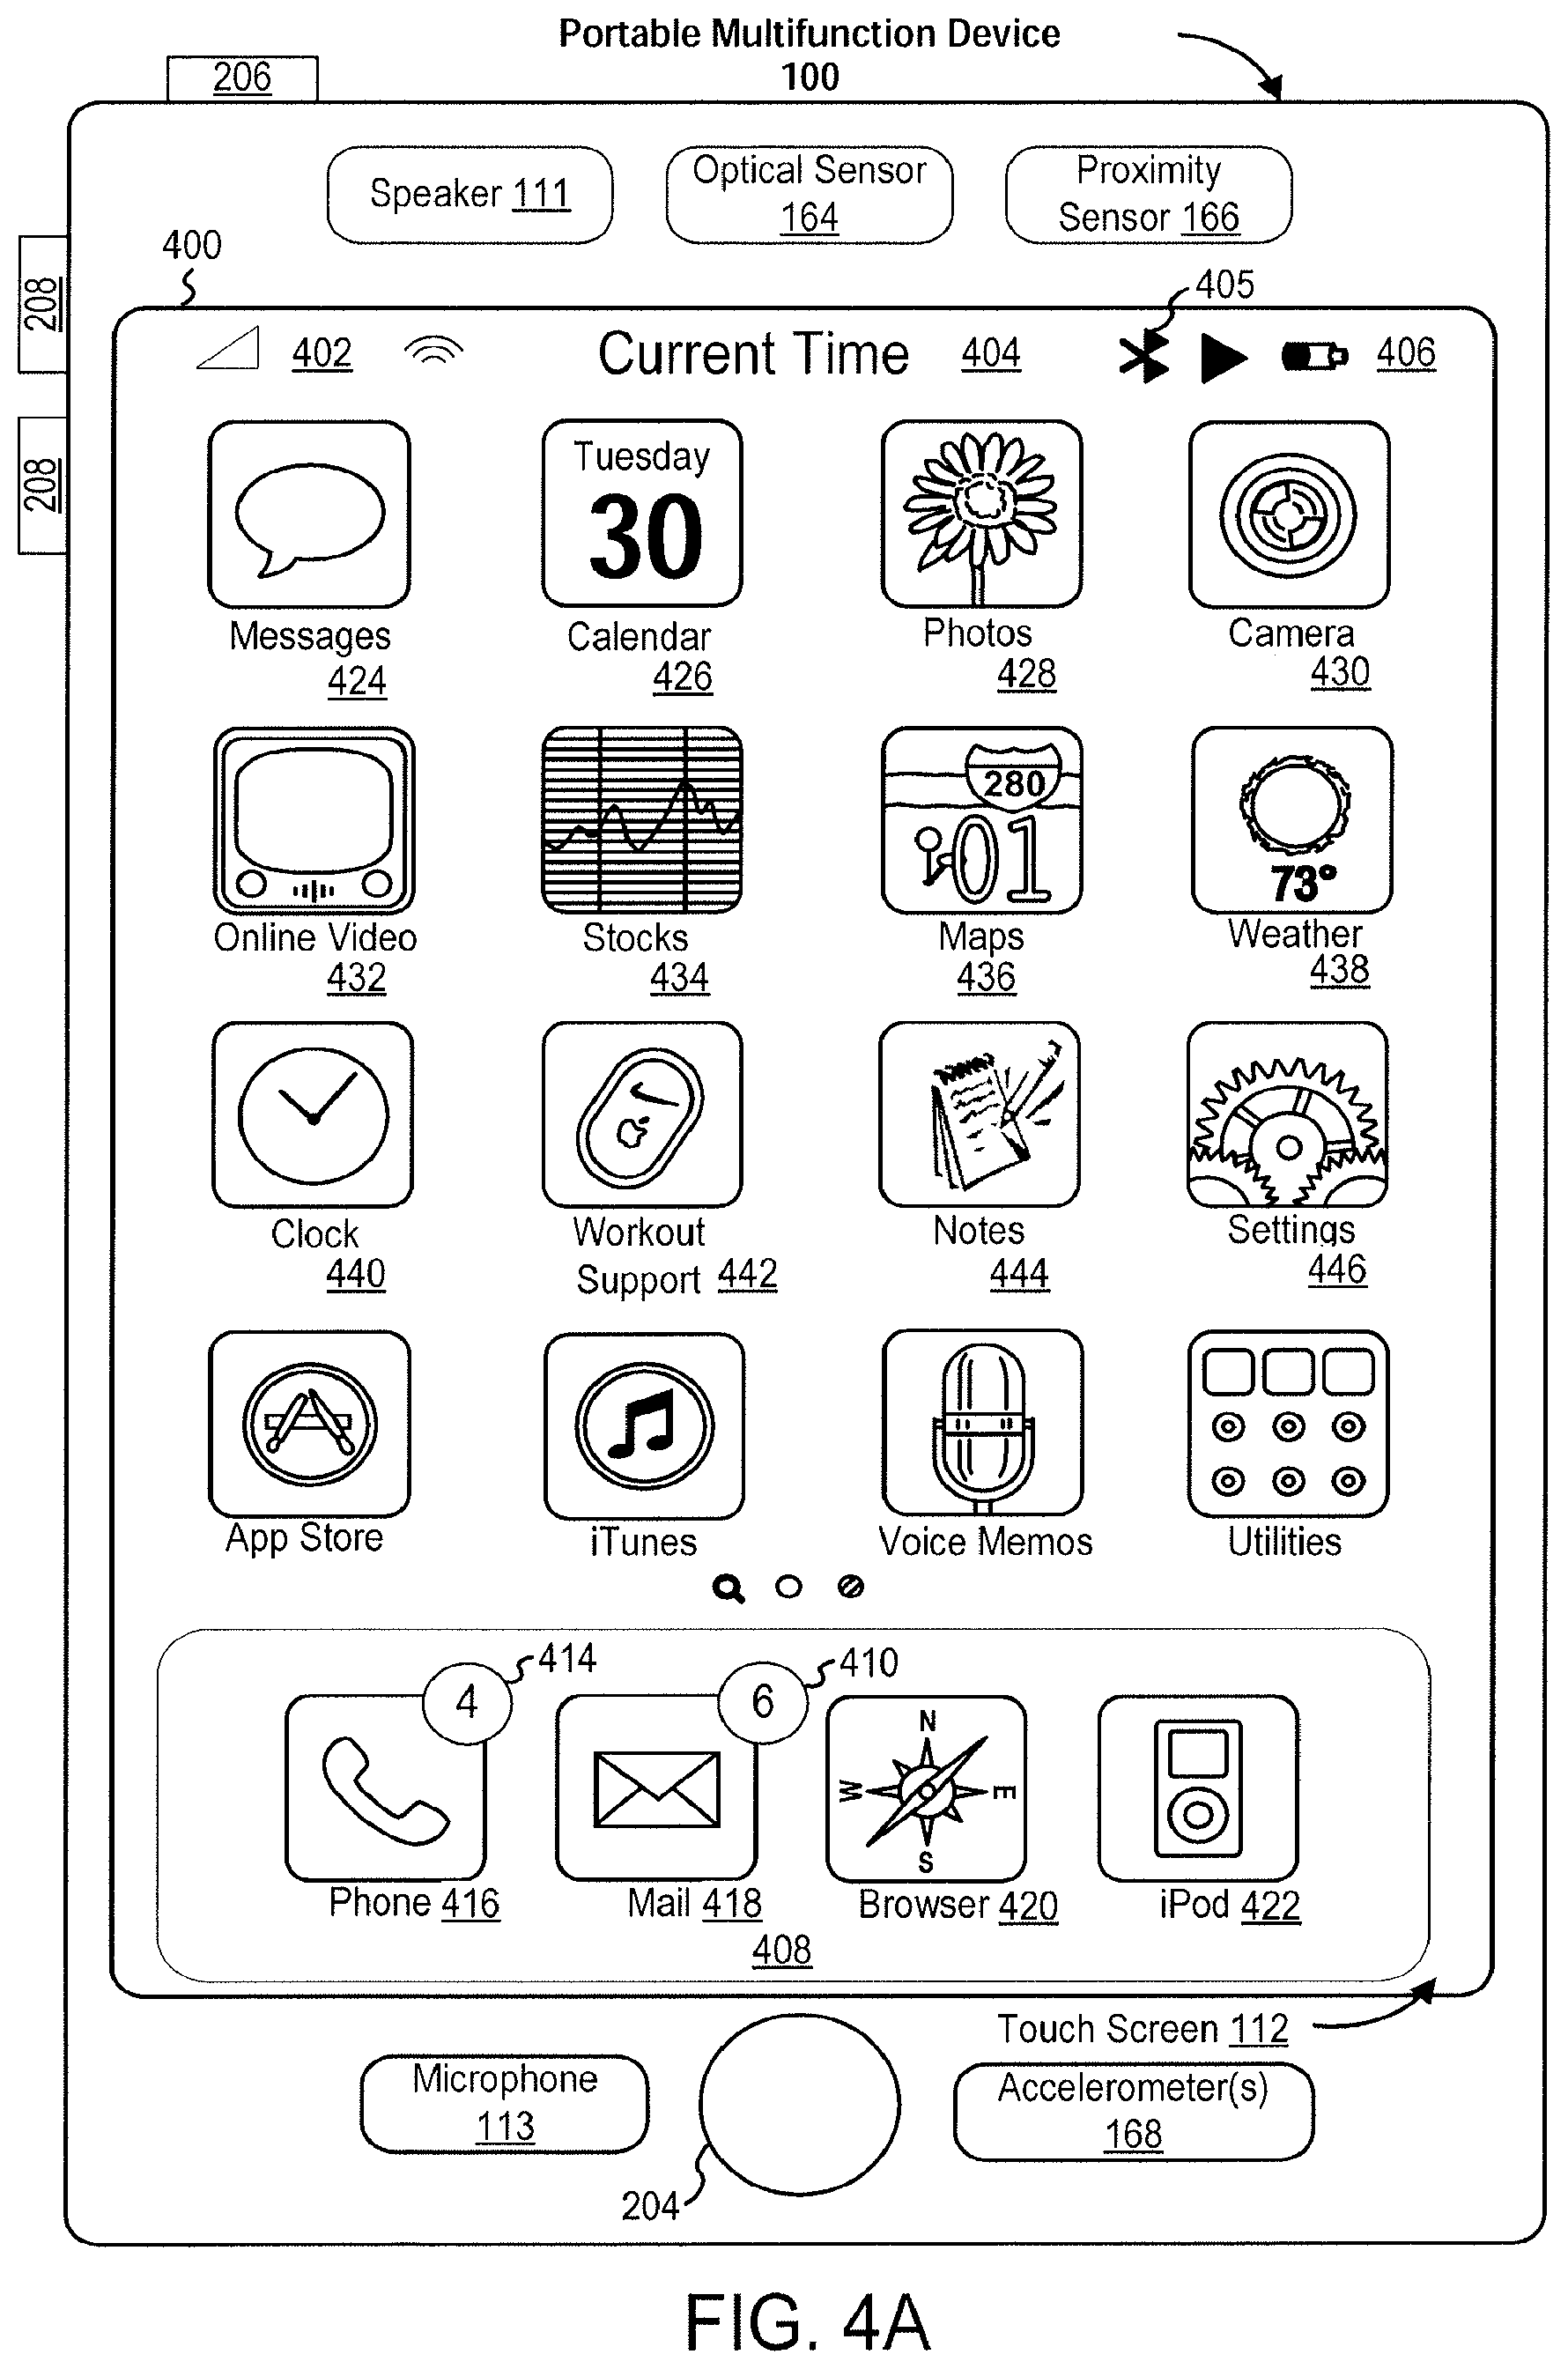 Portable Multifunction Device
100
206
Speaker 111
Optical Sensor
164
Proximity
Sensor 166
208
208
400
405
402
Current Time
404
406
Tuesday
30
Messages
424
Calendar
426
Photos
428
Camera
430
280
01
73°
Online Video
432
Stocks
434
Maps
436
Weather
438
Clock
440
Workout
Support 442
Notes
444
Settings
446
App Store
iTunes
Voice Memos
Utilities
4
414
6
410
N
W
E
S
Phone 416
Mail 418
Browser 420
iPod 422
408
Touch Screen 112
Microphone
113
Accelerometer(s)
168
204
FIG. 4A